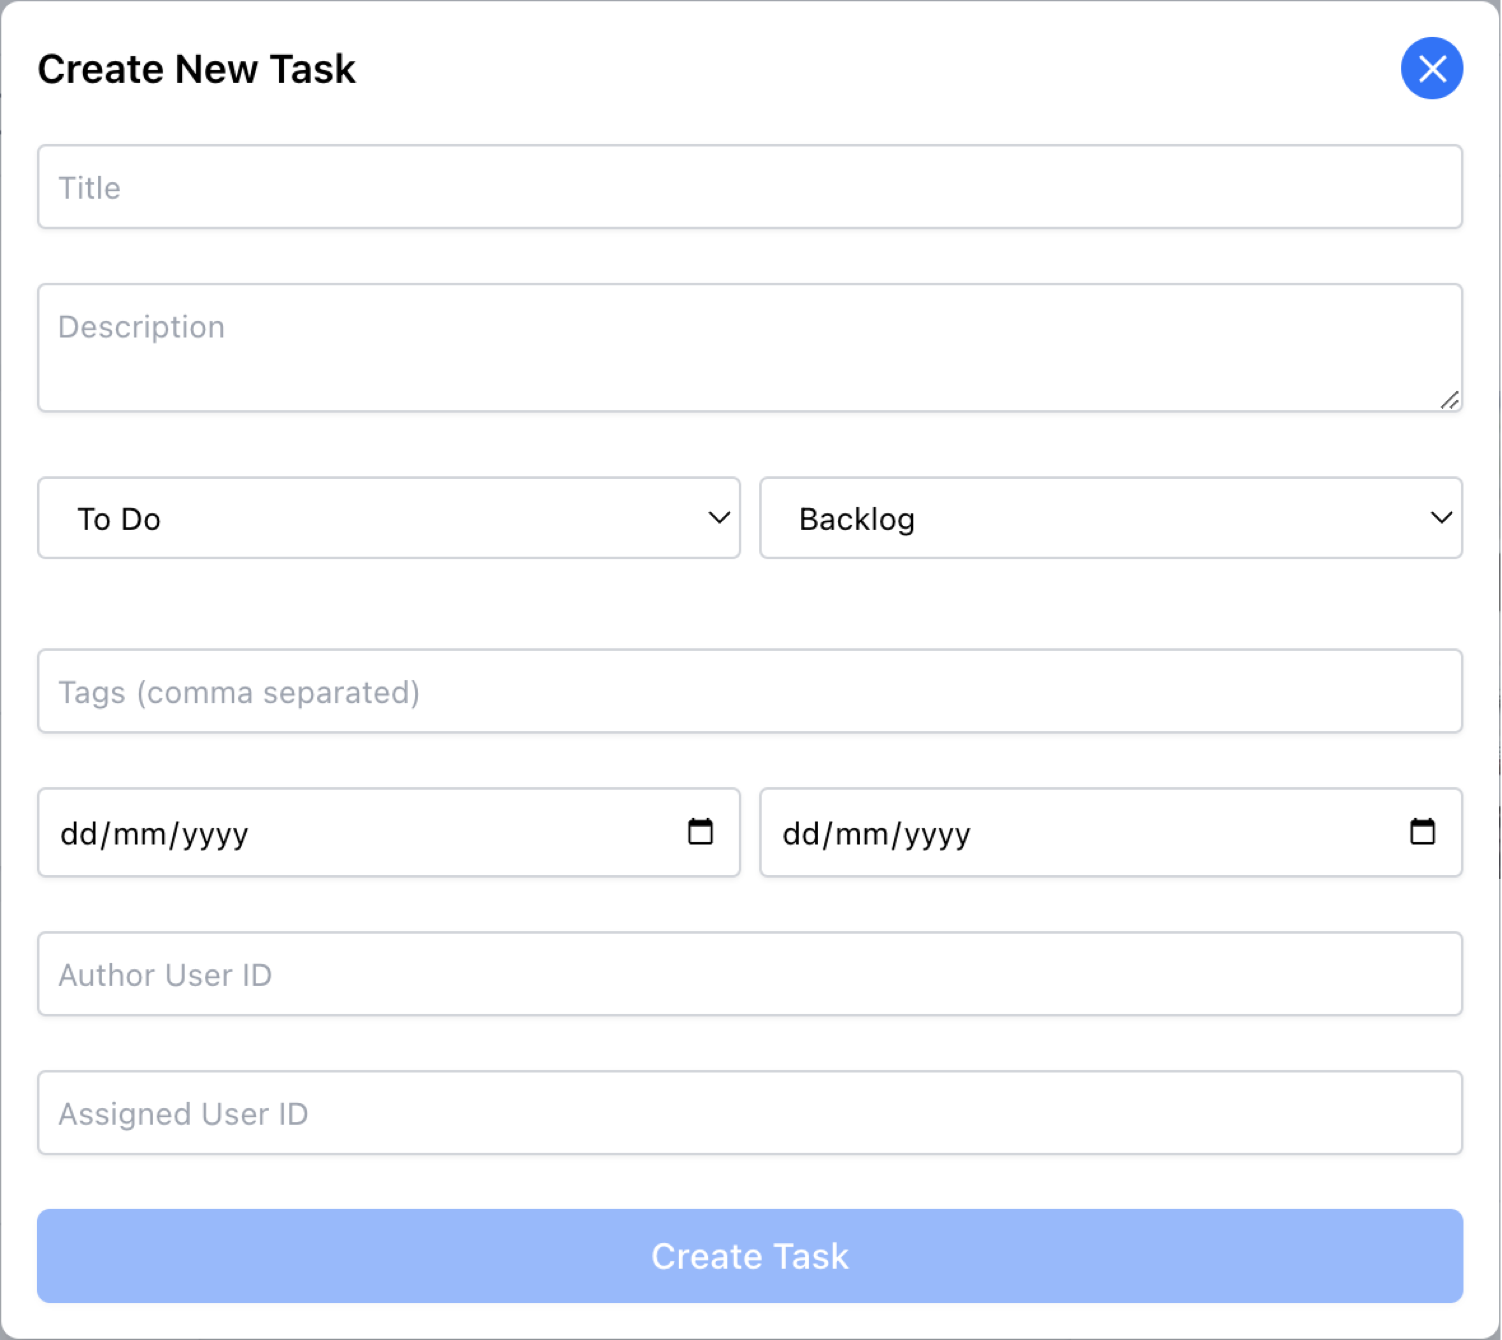 Create New Task
Title
Description
To Do
Backlog
Tags (comma separated)
dd/mm/yyyy
dd/mm/yyyy
Author User ID
Assigned User ID
Create Task